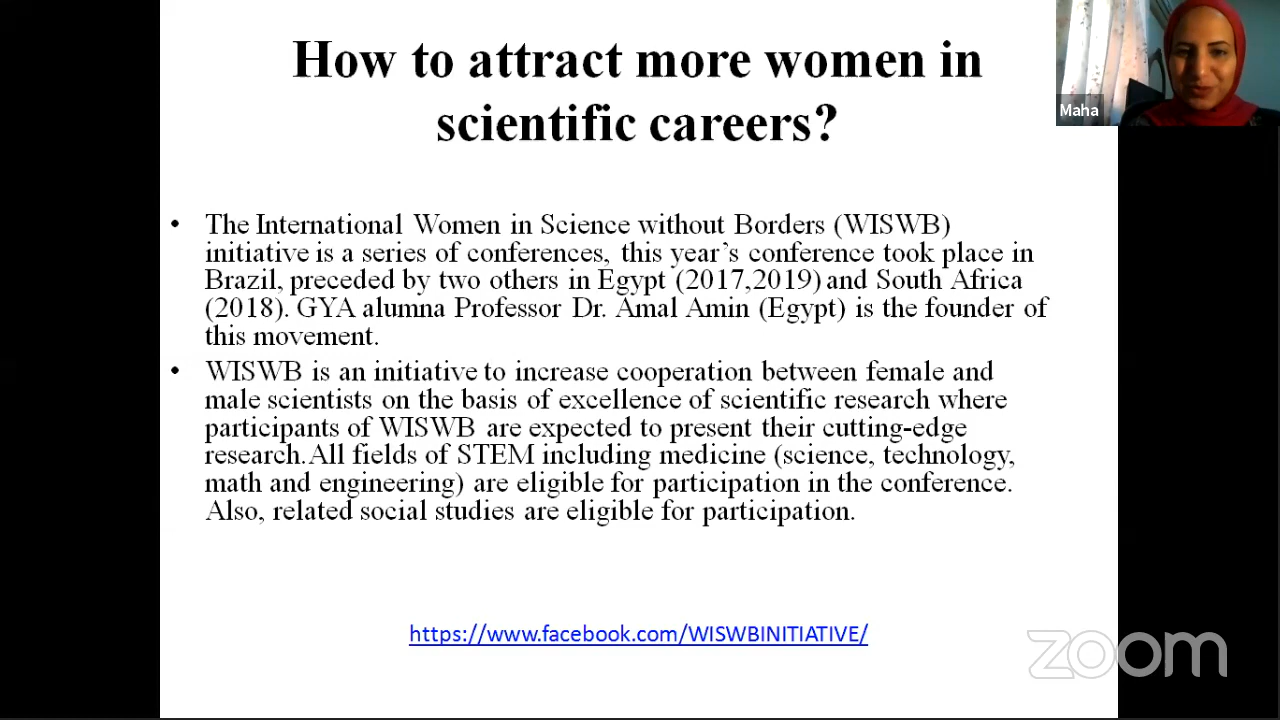 How to attract more women in
scientific careers?
Maha
• The International Women in Science without Borders (WISWB)
initiative is a series of conferences, this year’s conference took place in
Brazil, preceded by two others in Egypt (2017,2019) and South Africa
(2018). GYA alumna Professor Dr. Amal Amin (Egypt) is the founder of
this movement.
• WISWB is an initiative to increase cooperation between female and
male scientists on the basis of excellence of scientific research where
participants of WISWB are expected to present their cutting-edge
research. All fields of STEM including medicine (science, technology,
math and engineering) are eligible for participation in the conference.
Also, related social studies are eligible for participation.
https://www.facebook.com/WISWBINITIATIVE/
zoom